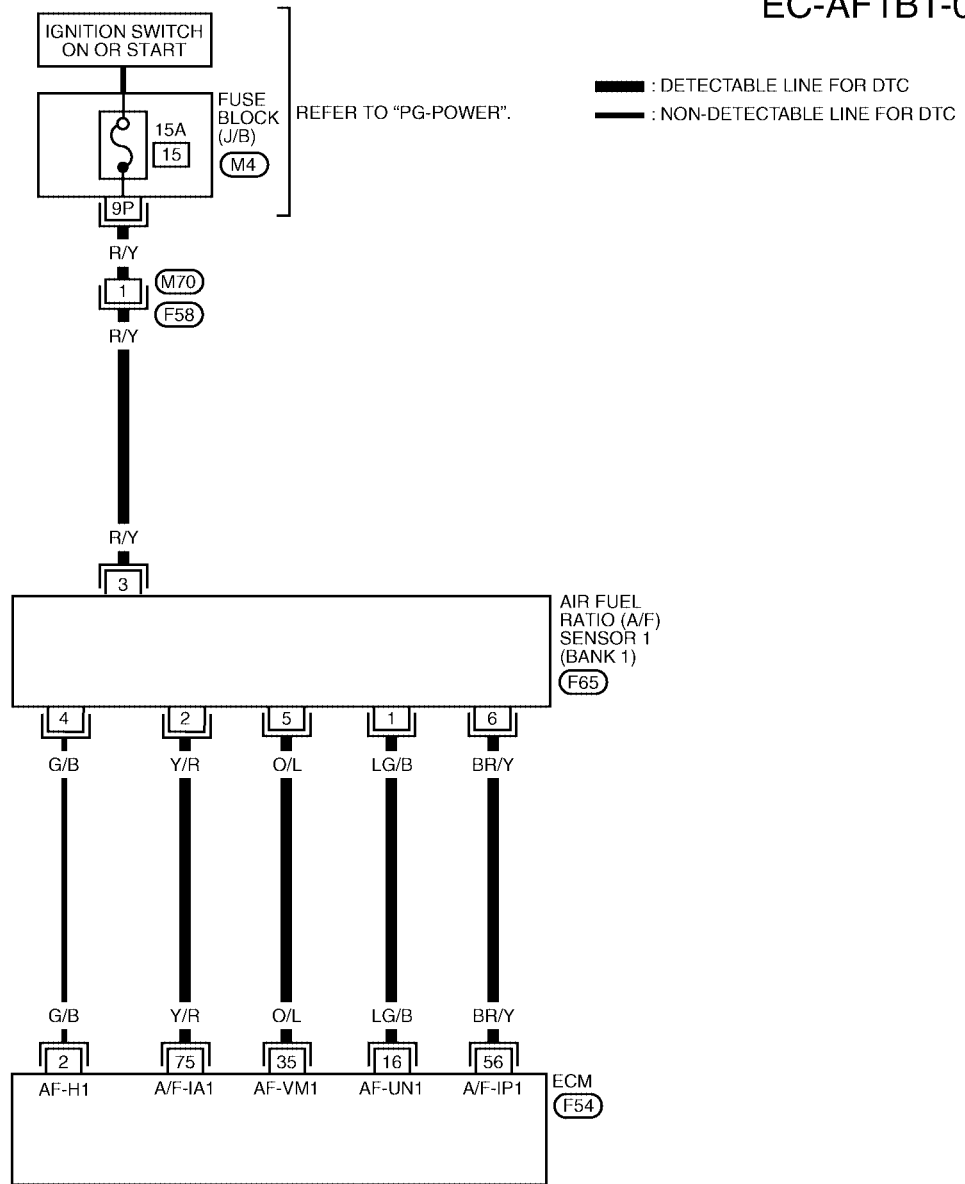 EC-AF1B1-0
IGNITION SWITCH
ON OR START
FUSE
BLOCK
(J/B)
M4
15A
15
REFER TO “PG-POWER”.
: DETECTABLE LINE FOR DTC
: NON-DETECTABLE LINE FOR DTC
9P
R/Y
1
M70
F58
R/Y
R/Y
3
AIR FUEL
RATIO (A/F)
SENSOR 1
(BANK 1)
F65
4 2 5 1 6
G/B Y/R O/L LG/B BR/Y
G/B Y/R O/L LG/B BR/Y
2 75 35 16 56
AF-H1 A/F-IA1 AF-VM1 AF-UN1 A/F-IP1
ECM
F54